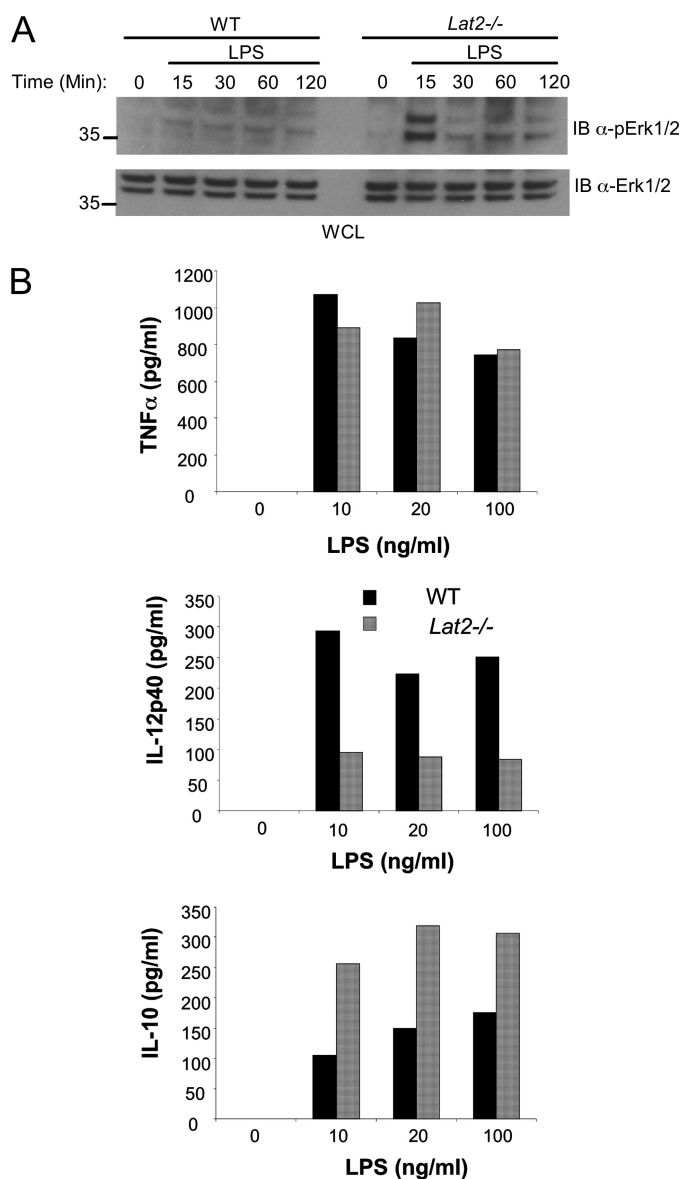 A
WT Lat2-/-
LPS LPS
Time (Min): 0 15 30 60 120 0 15 30 60 120
35 IB α-pErk1/2
35 IB α-Erk1/2
WCL
B
TNFα (pg/ml)
1200
1000
800
600
400
200
0
0 10 20 100
LPS (ng/ml)
IL-12p40 (pg/ml)
350
300
250
200
150
100
50
0
WT
Lat2-/-
0 10 20 100
LPS (ng/ml)
IL-10 (pg/ml)
350
300
250
200
150
100
50
0
0 10 20 100
LPS (ng/ml)